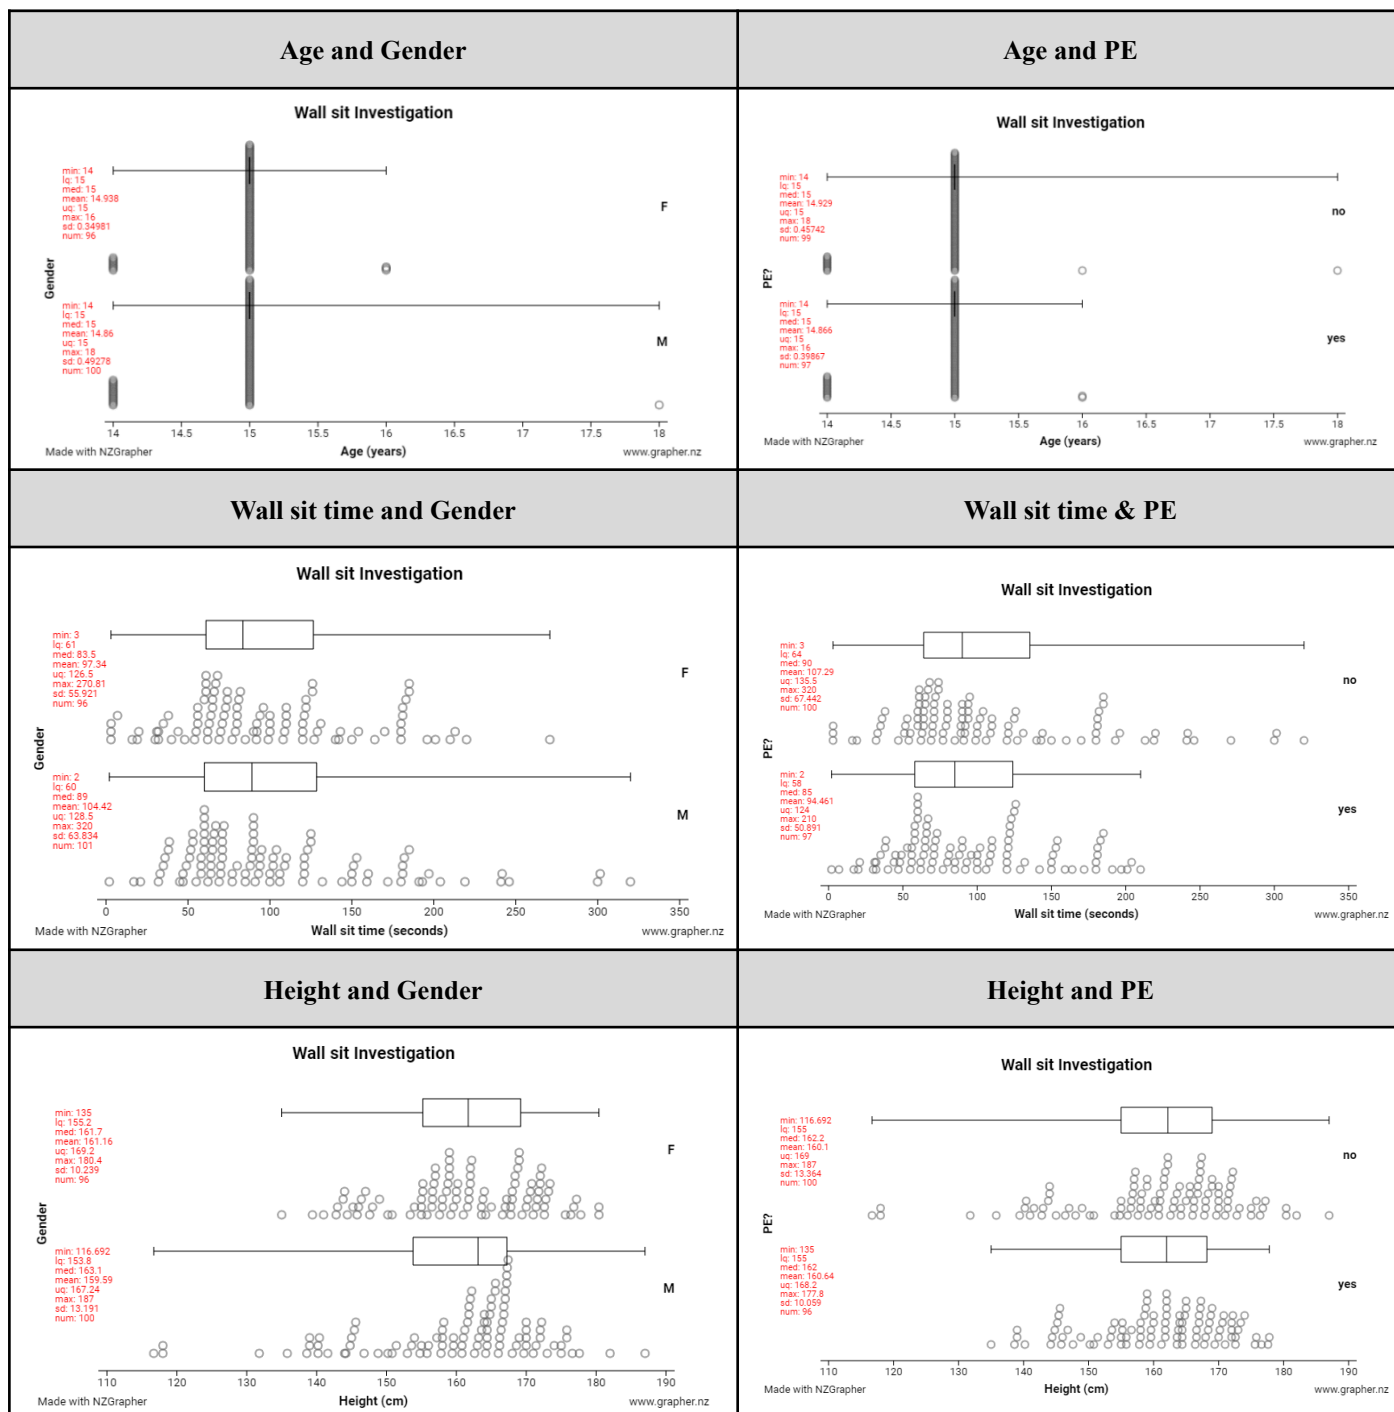 Age and Gender
Age and PE
Wall sit Investigation
min: 14
lq: 15
med: 15
mean: 14.938
uq: 15
max: 16
sd: 0.34981
num: 96
F
Gender
min: 14
lq: 15
med: 15
mean: 14.86
uq: 15
max: 18
sd: 0.49278
num: 100
M
14 14.5 15 15.5 16 16.5 17 17.5 18
Made with NZGrapher
Age (years)
www.grapher.nz
Wall sit Investigation
min: 14
lq: 15
med: 15
mean: 14.929
uq: 15
max: 18
sd: 0.45742
num: 99
no
PE?
min: 14
lq: 15
med: 15
mean: 14.866
uq: 15
max: 16
sd: 0.39867
num: 97
yes
14 14.5 15 15.5 16 16.5 17 17.5 18
Made with NZGrapher
Age (years)
www.grapher.nz
Wall sit time and Gender
Wall sit time & PE
Wall sit Investigation
min: 3
lq: 61
med: 83.5
mean: 97.34
uq: 126.5
max: 270.81
sd: 55.921
num: 96
F
Gender
min: 2
lq: 60
med: 89
mean: 104.42
uq: 128.5
max: 320
sd: 63.834
num: 101
M
0 50 100 150 200 250 300 350
Made with NZGrapher
Wall sit time (seconds)
www.grapher.nz
Wall sit Investigation
min: 3
lq: 64
med: 90
mean: 107.29
uq: 135.5
max: 320
sd: 67.442
num: 100
no
PE?
min: 2
lq: 58
med: 85
mean: 94.461
uq: 124
max: 210
sd: 50.891
num: 97
yes
0 50 100 150 200 250 300 350
Made with NZGrapher
Wall sit time (seconds)
www.grapher.nz
Height and Gender
Height and PE
Wall sit Investigation
min: 135
lq: 155.2
med: 161.7
mean: 161.16
uq: 169.2
max: 180.4
sd: 10.239
num: 96
F
Gender
min: 116.692
lq: 153.8
med: 163.1
mean: 159.59
uq: 167.24
max: 187
sd: 13.191
num: 100
M
110 120 130 140 150 160 170 180 190
Made with NZGrapher
Height (cm)
www.grapher.nz
Wall sit Investigation
min: 116.692
lq: 155
med: 162.2
mean: 160.1
uq: 169
max: 187
sd: 13.364
num: 100
no
PE?
min: 135
lq: 155
med: 162
mean: 160.64
uq: 168.2
max: 177.8
sd: 10.059
num: 96
yes
110 120 130 140 150 160 170 180 190
Made with NZGrapher
Height (cm)
www.grapher.nz